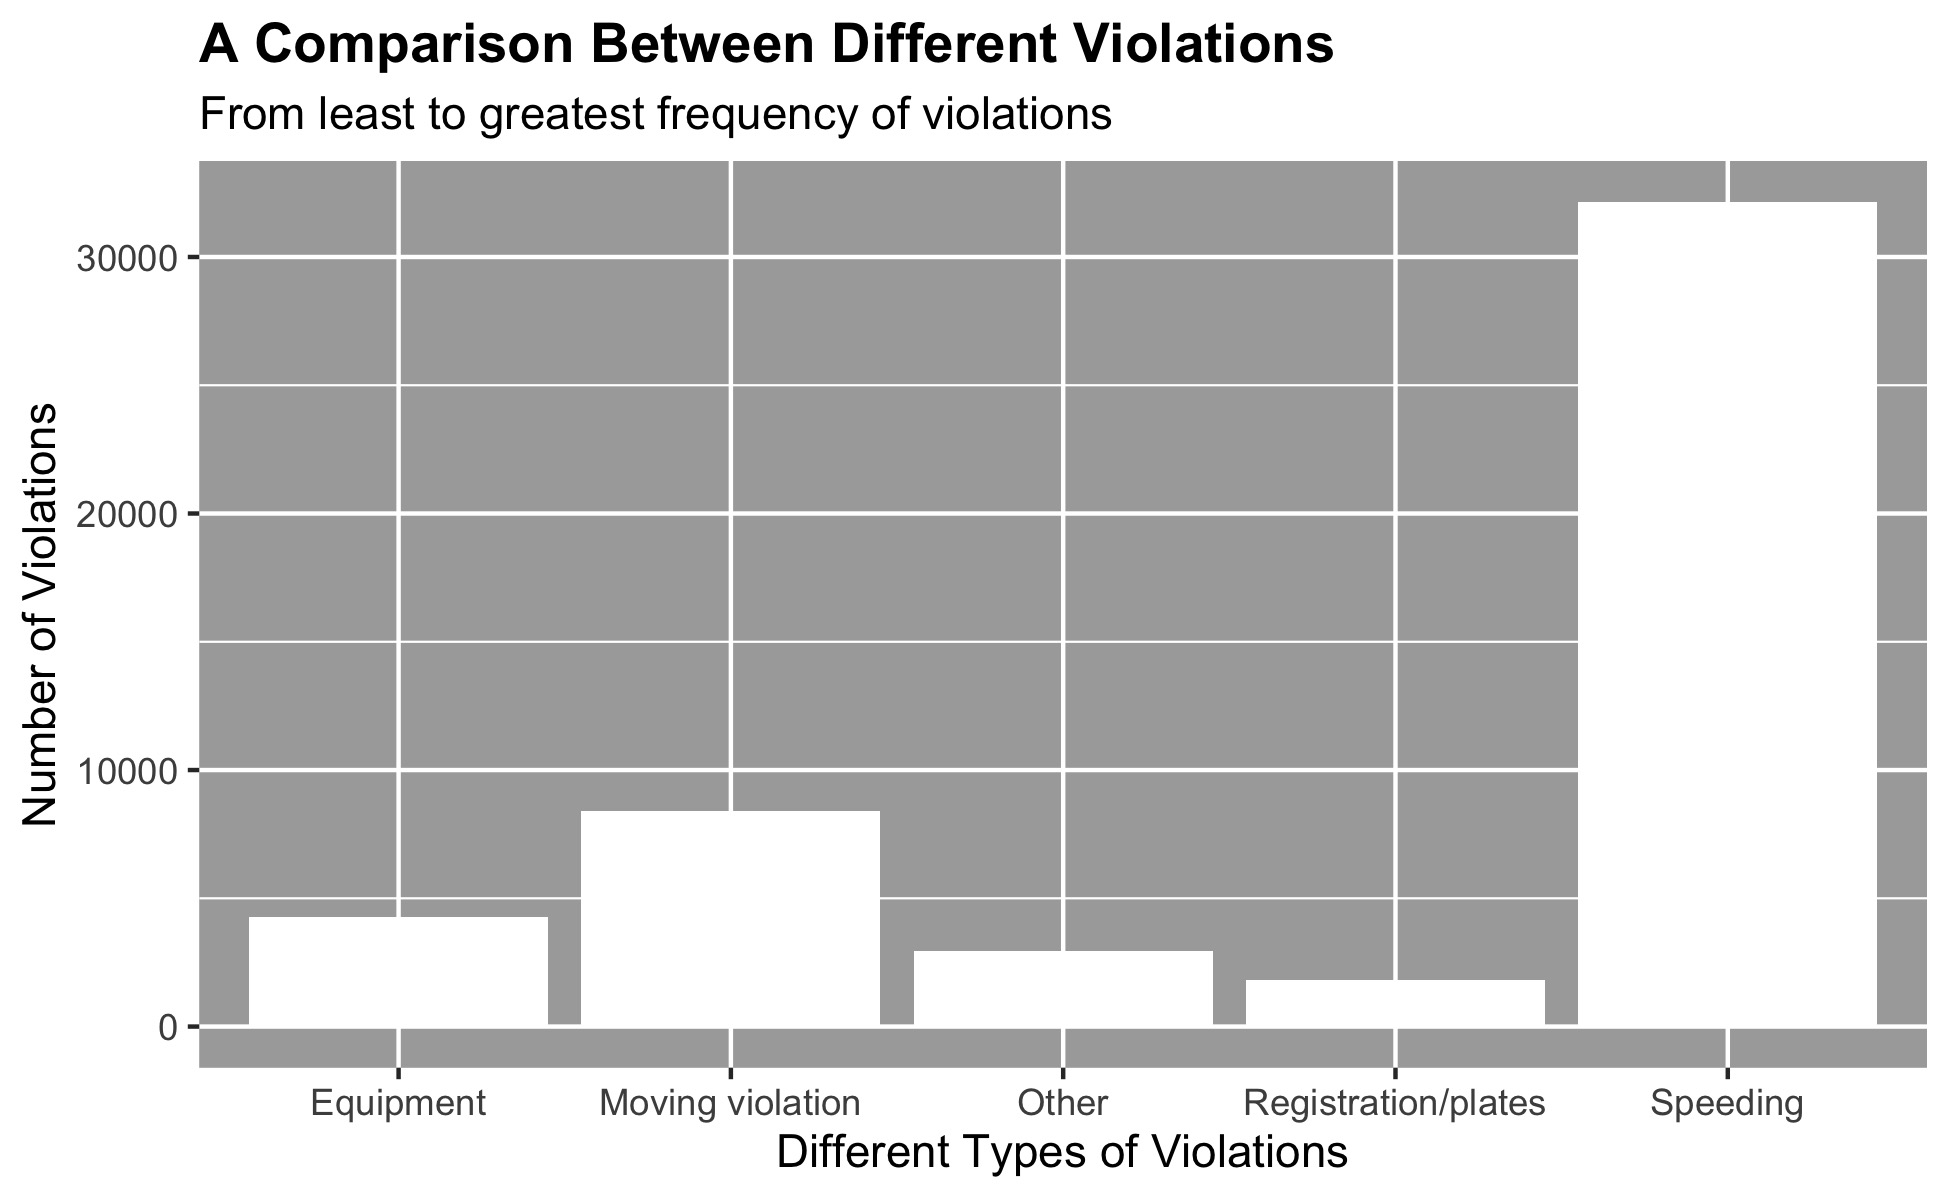 A Comparison Between Different Violations
From least to greatest frequency of violations
Number of Violations
30000
20000
10000
0
Equipment Moving violation Other Registration/plates Speeding
Different Types of Violations